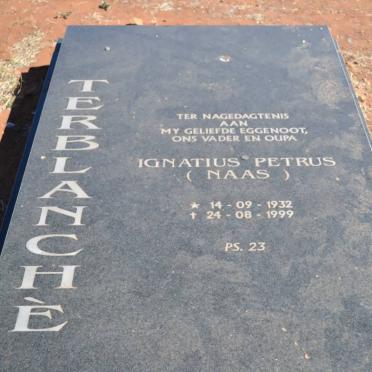 TERBLANCHÈ
TER NAGEDAGTENIS
AAN
MY GELIEFDE EGGENOOT,
ONS VADER EN OUPA
IGNATIUS PETRUS
( NAAS )
★ 14 - 09 - 1932
✝ 24 - 08 - 1999
PS. 23